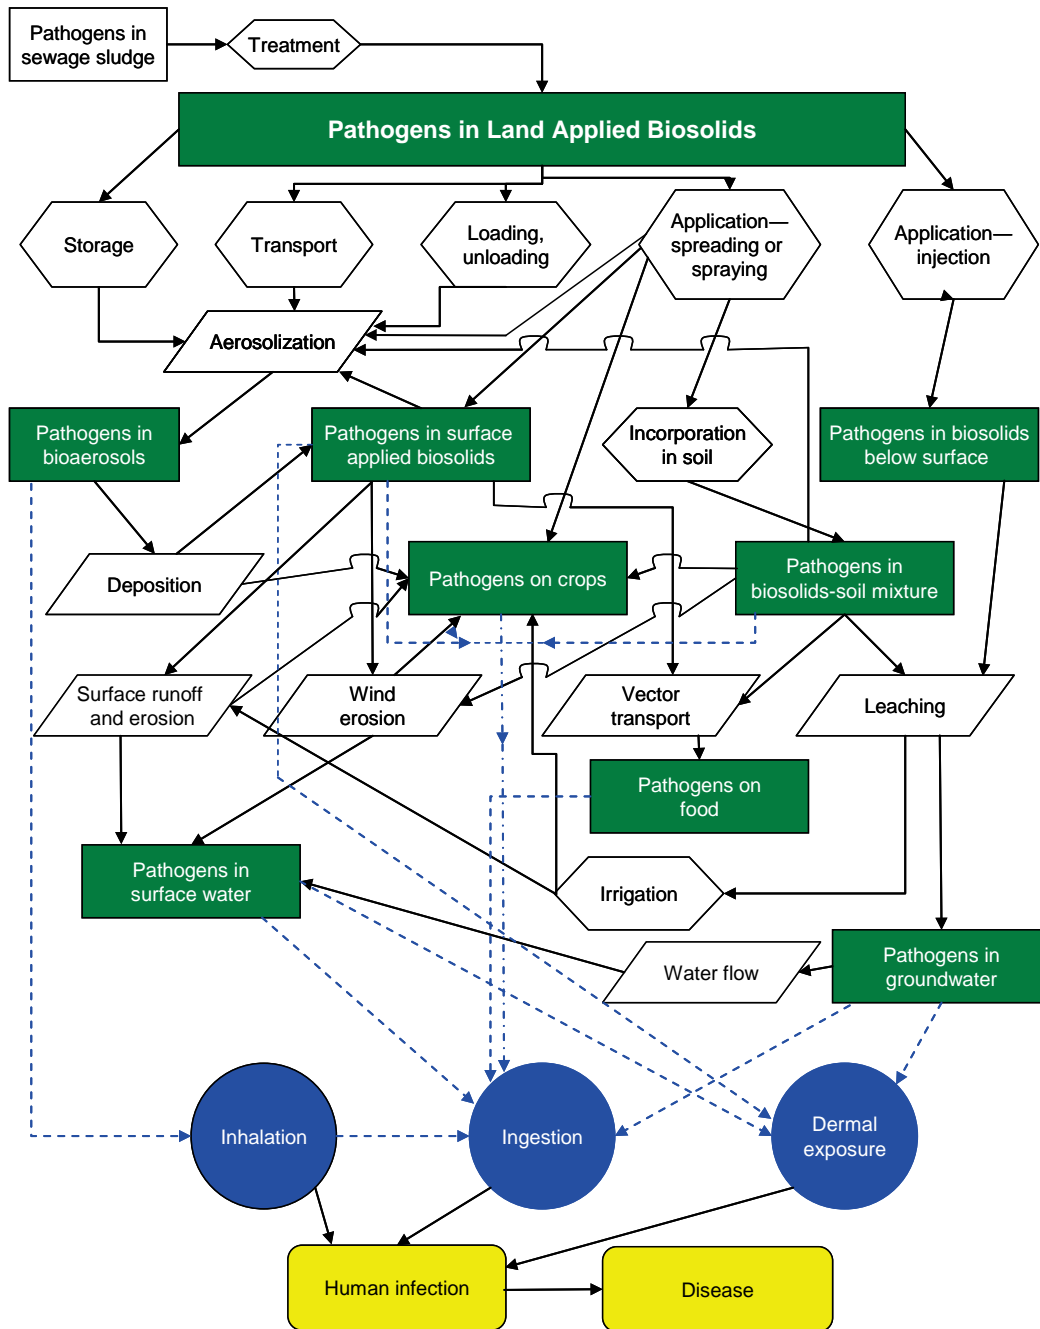 Pathogens in
sewage sludge
Treatment
Pathogens in Land Applied Biosolids
Storage
Transport
Loading,
unloading
Application—
spreading or
spraying
Application—
injection
Aerosolization
Pathogens in
bioaerosols
Pathogens in surface
applied biosolids
Incorporation
in soil
Pathogens in biosolids
below surface
Deposition
Pathogens on crops
Pathogens in
biosolids-soil mixture
Surface runoff
and erosion
Wind
erosion
Vector
transport
Leaching
Pathogens on
food
Pathogens in
surface water
Irrigation
Water flow
Pathogens in
groundwater
Inhalation
Ingestion
Dermal
exposure
Human infection
Disease